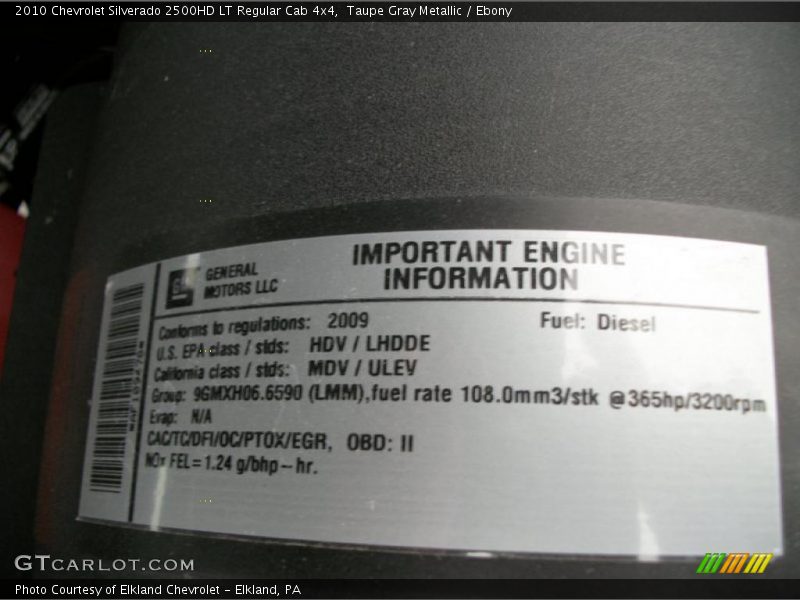 2010 Chevrolet Silverado 2500HD LT Regular Cab 4x4, Taupe Gray Metallic / Ebony
IMPORTANT ENGINE
INFORMATION
GM
GENERAL
MOTORS LLC
Conforms to regulations: 2009
Fuel: Diesel
U.S. EPA class / stds: HDV / LHDDE
California class / stds: MDV / ULEV
Group: 9GMXH06.6590 (LMM),fuel rate 108.0mm3/stk @365hp/3200rpm
Evap: N/A
CAC/TC/DFI/OC/PTOX/EGR, OBD: II
NOx FEL=1.24 g/bhp-hr.
GTCARLOT.COM
Photo Courtesy of Elkland Chevrolet - Elkland, PA